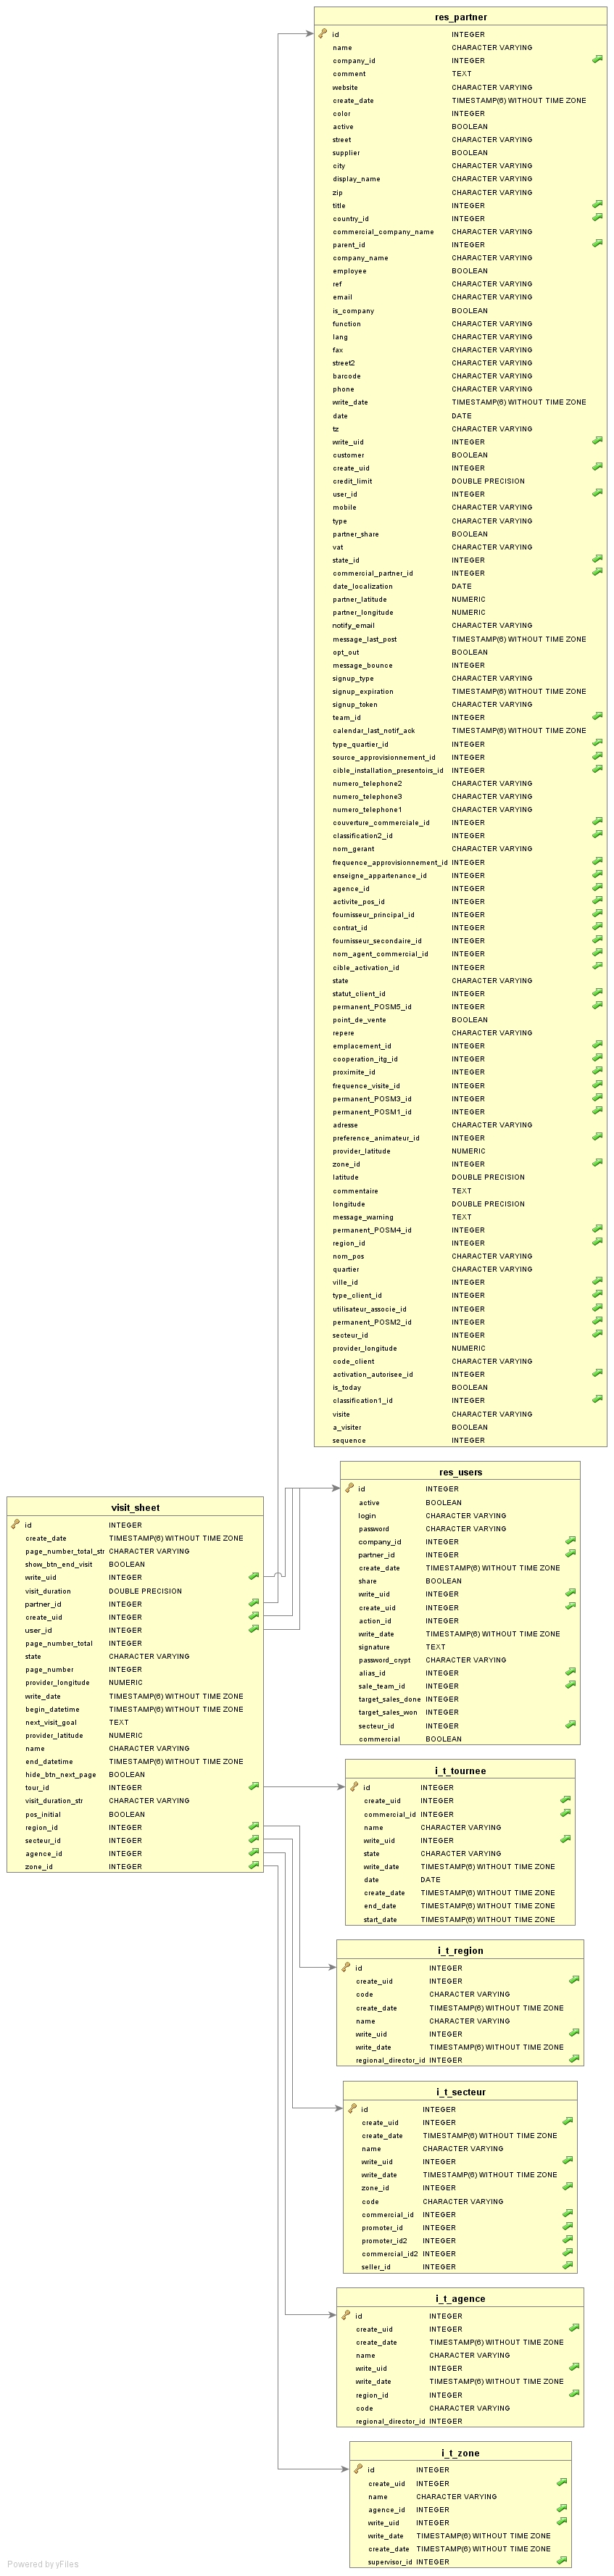 res_partner
id INTEGER
name CHARACTER VARYING
company_id INTEGER
comment TEXT
website CHARACTER VARYING
create_date TIMESTAMP(6) WITHOUT TIME ZONE
color INTEGER
active BOOLEAN
street CHARACTER VARYING
supplier BOOLEAN
city CHARACTER VARYING
display_name CHARACTER VARYING
zip CHARACTER VARYING
title INTEGER
country_id INTEGER
commercial_company_name CHARACTER VARYING
parent_id INTEGER
company_name CHARACTER VARYING
employee BOOLEAN
ref CHARACTER VARYING
email CHARACTER VARYING
is_company BOOLEAN
function CHARACTER VARYING
lang CHARACTER VARYING
fax CHARACTER VARYING
street2 CHARACTER VARYING
barcode CHARACTER VARYING
phone CHARACTER VARYING
write_date TIMESTAMP(6) WITHOUT TIME ZONE
date DATE
tz CHARACTER VARYING
write_uid INTEGER
customer BOOLEAN
create_uid INTEGER
credit_limit DOUBLE PRECISION
user_id INTEGER
mobile CHARACTER VARYING
type CHARACTER VARYING
partner_share BOOLEAN
vat CHARACTER VARYING
state_id INTEGER
commercial_partner_id INTEGER
date_localization DATE
partner_latitude NUMERIC
partner_longitude NUMERIC
notify_email CHARACTER VARYING
message_last_post TIMESTAMP(6) WITHOUT TIME ZONE
opt_out BOOLEAN
message_bounce INTEGER
signup_type CHARACTER VARYING
signup_expiration TIMESTAMP(6) WITHOUT TIME ZONE
signup_token CHARACTER VARYING
team_id INTEGER
calendar_last_notif_ack TIMESTAMP(6) WITHOUT TIME ZONE
type_quartier_id INTEGER
source_approvisionnement_id INTEGER
cible_installation_presentoirs_id INTEGER
numero_telephone2 CHARACTER VARYING
numero_telephone3 CHARACTER VARYING
numero_telephone1 CHARACTER VARYING
couverture_commerciale_id INTEGER
classification2_id INTEGER
nom_gerant CHARACTER VARYING
frequence_approvisionnement_id INTEGER
enseigne_appartenance_id INTEGER
agence_id INTEGER
activite_pos_id INTEGER
fournisseur_principal_id INTEGER
contrat_id INTEGER
fournisseur_secondaire_id INTEGER
nom_agent_commercial_id INTEGER
cible_activation_id INTEGER
state CHARACTER VARYING
statut_client_id INTEGER
permanent_POSM5_id INTEGER
point_de_vente BOOLEAN
repere CHARACTER VARYING
emplacement_id INTEGER
cooperation_itg_id INTEGER
proximite_id INTEGER
frequence_visite_id INTEGER
permanent_POSM3_id INTEGER
permanent_POSM1_id INTEGER
adresse CHARACTER VARYING
preference_animateur_id INTEGER
provider_latitude NUMERIC
zone_id INTEGER
latitude DOUBLE PRECISION
commentaire TEXT
longitude DOUBLE PRECISION
message_warning TEXT
permanent_POSM4_id INTEGER
region_id INTEGER
nom_pos CHARACTER VARYING
quartier CHARACTER VARYING
ville_id INTEGER
type_client_id INTEGER
utilisateur_associe_id INTEGER
permanent_POSM2_id INTEGER
secteur_id INTEGER
provider_longitude NUMERIC
code_client CHARACTER VARYING
activation_autorisee_id INTEGER
is_today BOOLEAN
classification1_id INTEGER
visite CHARACTER VARYING
a_visiter BOOLEAN
sequence INTEGER
visit_sheet
id INTEGER
create_date TIMESTAMP(6) WITHOUT TIME ZONE
page_number_total_str CHARACTER VARYING
show_btn_end_visit BOOLEAN
write_uid INTEGER
visit_duration DOUBLE PRECISION
partner_id INTEGER
create_uid INTEGER
user_id INTEGER
page_number_total INTEGER
state CHARACTER VARYING
page_number INTEGER
provider_longitude NUMERIC
write_date TIMESTAMP(6) WITHOUT TIME ZONE
begin_datetime TIMESTAMP(6) WITHOUT TIME ZONE
next_visit_goal TEXT
provider_latitude NUMERIC
name CHARACTER VARYING
end_datetime TIMESTAMP(6) WITHOUT TIME ZONE
hide_btn_next_page BOOLEAN
tour_id INTEGER
visit_duration_str CHARACTER VARYING
pos_initial BOOLEAN
region_id INTEGER
secteur_id INTEGER
agence_id INTEGER
zone_id INTEGER
res_users
id INTEGER
active BOOLEAN
login CHARACTER VARYING
password CHARACTER VARYING
company_id INTEGER
partner_id INTEGER
create_date TIMESTAMP(6) WITHOUT TIME ZONE
share BOOLEAN
write_uid INTEGER
create_uid INTEGER
action_id INTEGER
write_date TIMESTAMP(6) WITHOUT TIME ZONE
signature TEXT
password_crypt CHARACTER VARYING
alias_id INTEGER
sale_team_id INTEGER
target_sales_done INTEGER
target_sales_won INTEGER
secteur_id INTEGER
commercial BOOLEAN
i_t_tournee
id INTEGER
create_uid INTEGER
commercial_id INTEGER
name CHARACTER VARYING
write_uid INTEGER
state CHARACTER VARYING
write_date TIMESTAMP(6) WITHOUT TIME ZONE
date DATE
create_date TIMESTAMP(6) WITHOUT TIME ZONE
end_date TIMESTAMP(6) WITHOUT TIME ZONE
start_date TIMESTAMP(6) WITHOUT TIME ZONE
i_t_region
id INTEGER
create_uid INTEGER
code CHARACTER VARYING
create_date TIMESTAMP(6) WITHOUT TIME ZONE
name CHARACTER VARYING
write_uid INTEGER
write_date TIMESTAMP(6) WITHOUT TIME ZONE
regional_director_id INTEGER
i_t_secteur
id INTEGER
create_uid INTEGER
create_date TIMESTAMP(6) WITHOUT TIME ZONE
name CHARACTER VARYING
write_uid INTEGER
write_date TIMESTAMP(6) WITHOUT TIME ZONE
zone_id INTEGER
code CHARACTER VARYING
commercial_id INTEGER
promoter_id INTEGER
promoter_id2 INTEGER
commercial_id2 INTEGER
seller_id INTEGER
i_t_agence
id INTEGER
create_uid INTEGER
create_date TIMESTAMP(6) WITHOUT TIME ZONE
name CHARACTER VARYING
write_uid INTEGER
write_date TIMESTAMP(6) WITHOUT TIME ZONE
region_id INTEGER
code CHARACTER VARYING
regional_director_id INTEGER
i_t_zone
id INTEGER
create_uid INTEGER
name CHARACTER VARYING
agence_id INTEGER
write_uid INTEGER
write_date TIMESTAMP(6) WITHOUT TIME ZONE
create_date TIMESTAMP(6) WITHOUT TIME ZONE
supervisor_id INTEGER
Powered by yFiles